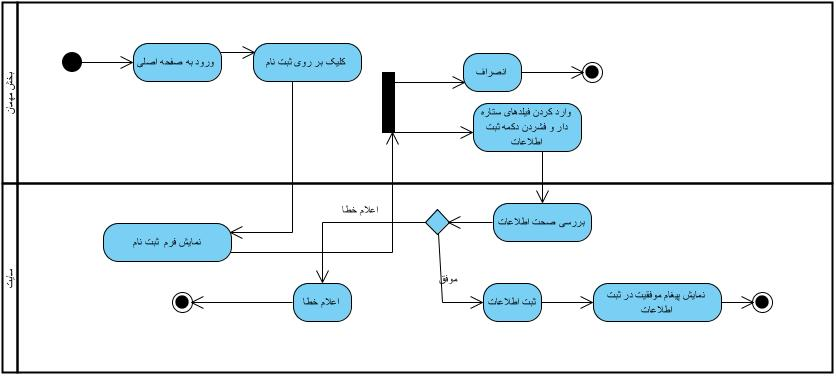 بخش مهمان
ورود به صفحه اصلی
کلیک بر روی ثبت نام
انصراف
وارد کردن فیلدهای ستاره
دار و فشردن دکمه ثبت
اطلاعات
سایت
نمایش فرم ثبت نام
اعلام خطا
بررسی صحت اطلاعات
موفق
اعلام خطا
ثبت اطلاعات
نمایش پیغام موفقیت در ثبت
اطلاعات